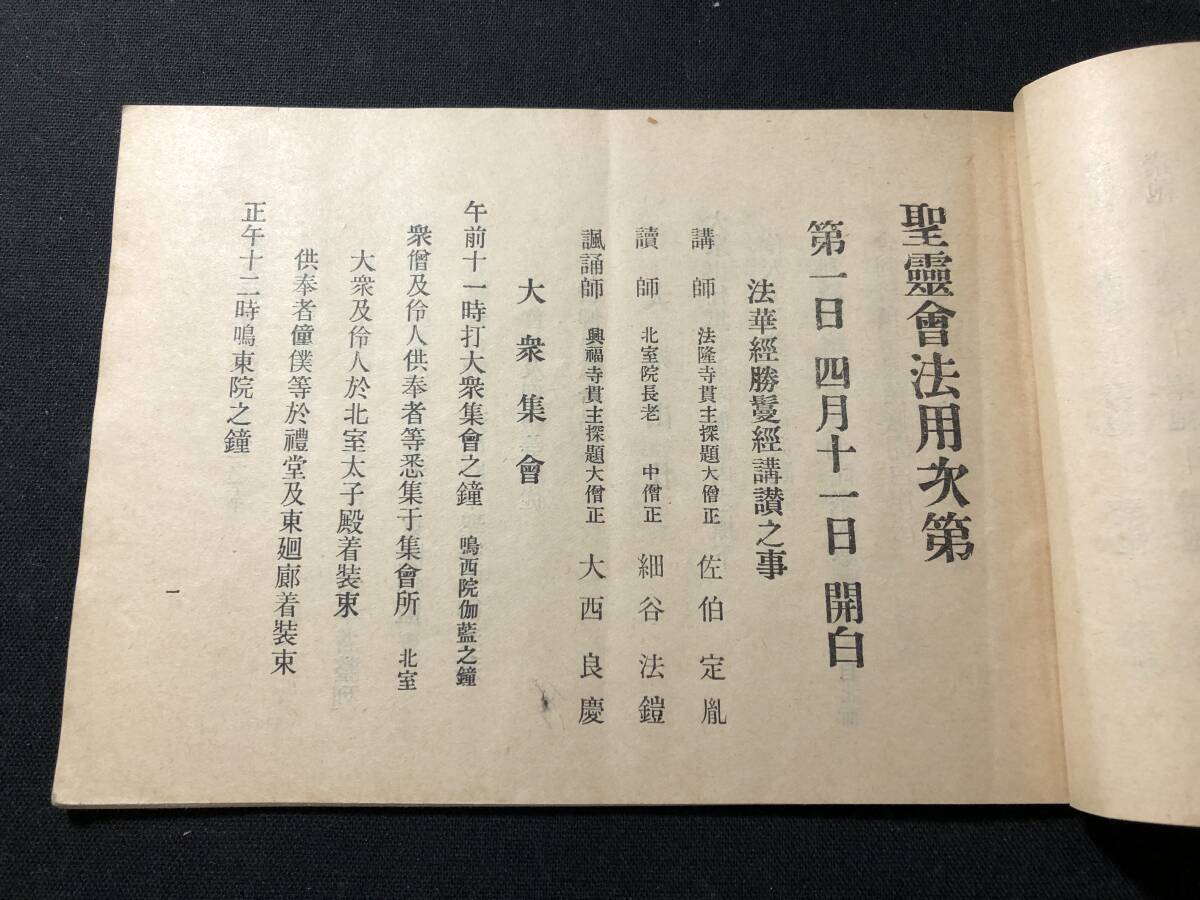 聖靈會法用次第
第一日 四月十一日 開白
法華經勝鬘經講讃之事
講師 法隆寺貫主探題大僧正 佐伯定胤
讀師 北室院長老 中僧正 細谷法鎧
諷誦師 興福寺貫主探題大僧正 大西良慶
大衆集會
午前十一時打大衆集會之鐘 鳴西院伽藍之鐘
衆僧及伶人供奉者等悉集于集會所 北室
大衆及伶人於北室太子殿着装束
供奉者僮僕等於禮堂及東廻廊着装束
正午十二時鳴東院之鐘
一